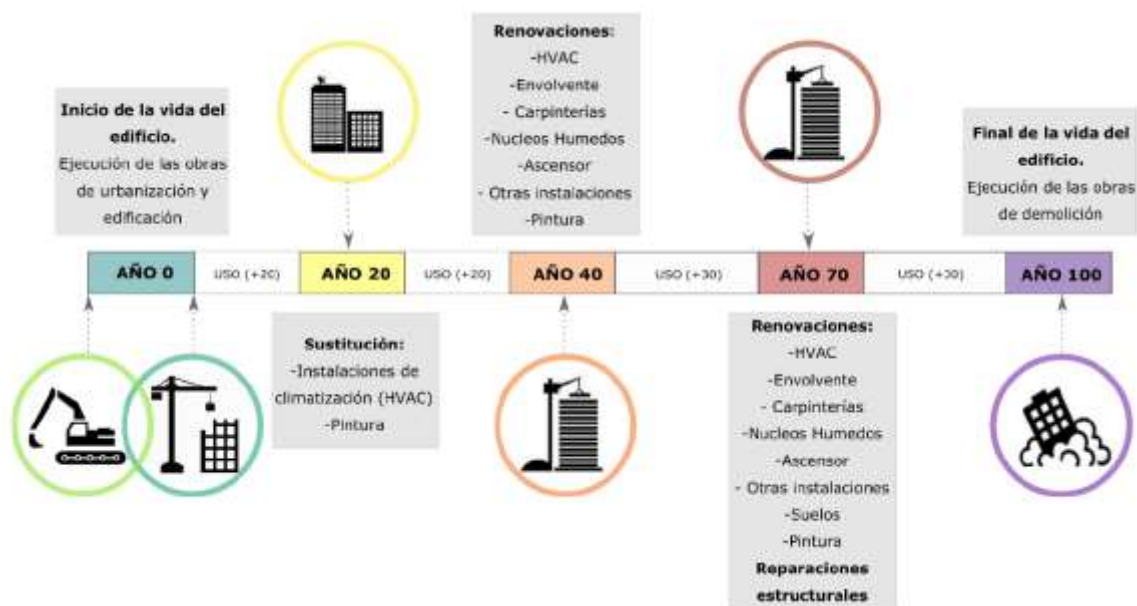 Inicio de la vida del
edificio.
Ejecución de las obras
de urbanización y
edificación
Renovaciones:
-HVAC
-Envolvente
- Carpinterías
-Nucleos Humedos
-Ascensor
- Otras instalaciones
-Pintura
Final de la vida del
edificio.
Ejecución de las obras
de demolición
AÑO 0
USO (+20)
AÑO 20
USO (+20)
AÑO 40
USO (+30)
AÑO 70
USO (+30)
AÑO 100
Sustitución:
-Instalaciones de
climatización (HVAC)
-Pintura
Renovaciones:
-HVAC
-Envolvente
- Carpinterías
-Nucleos Humedos
-Ascensor
- Otras instalaciones
-Suelos
-Pintura
Reparaciones
estructurales